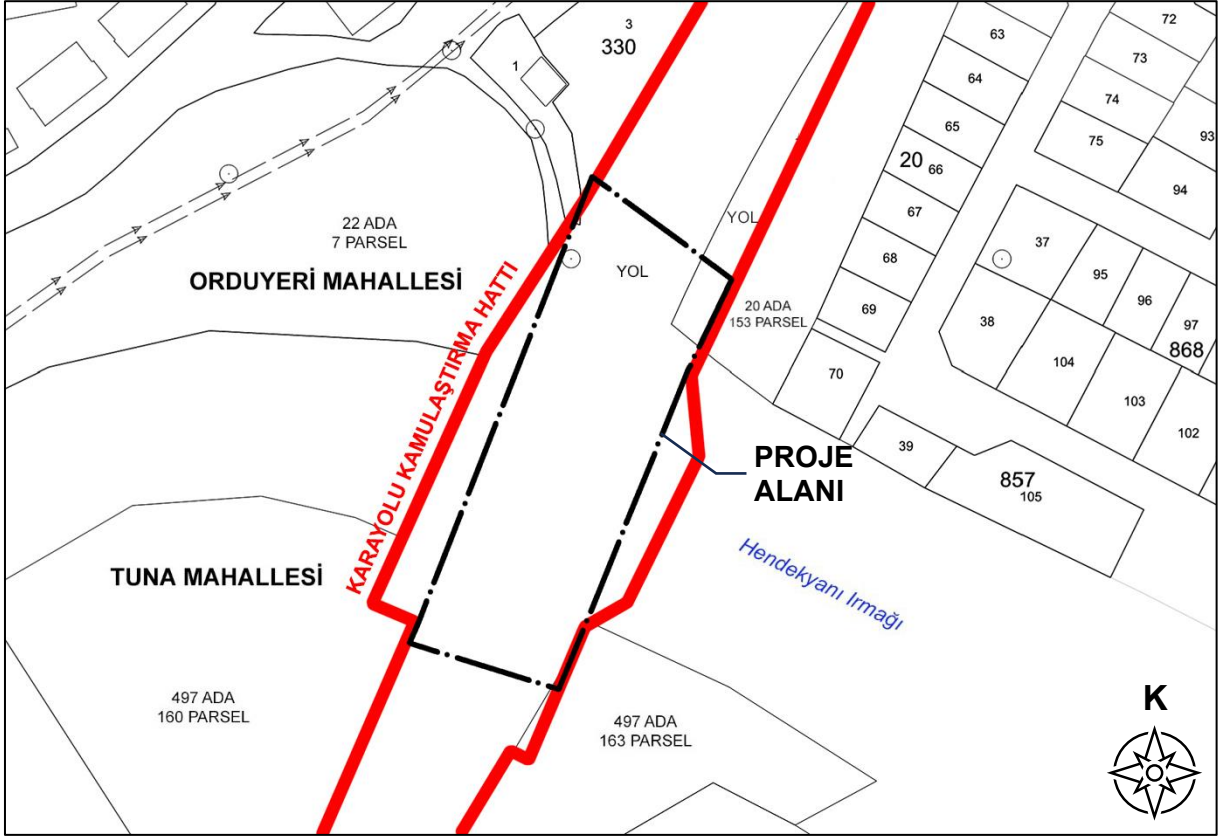 3
330
1
63
64
65
20 66
67
68
69
70
72
73
74
75
93
94
37
95
96
97
868
38
104
103
102
39
857
105
22 ADA
7 PARSEL
ORDUYERİ MAHALLESİ
YOL
YOL
20 ADA
153 PARSEL
KARAYOLU KAMULAŞTIRMA HATTI
PROJE
ALANI
Hendekyanı Irmağı
TUNA MAHALLESİ
497 ADA
160 PARSEL
497 ADA
163 PARSEL
K